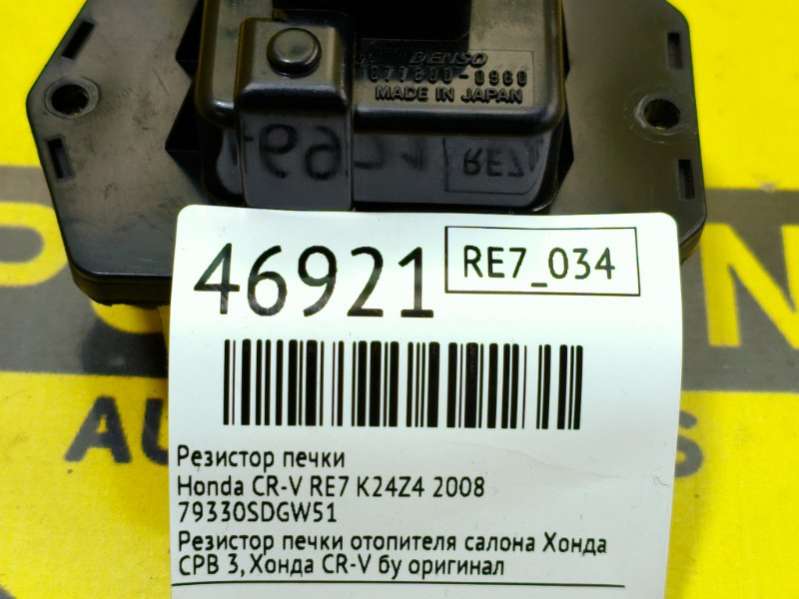 DENSO
077800-0960
MADE IN JAPAN
46921
RE7_034
Резистор печки
Honda CR-V RE7 K24Z4 2008
79330SDGW51
Резистор печки отопителя салона Хонда
СРВ 3, Хонда CR-V бу оригинал